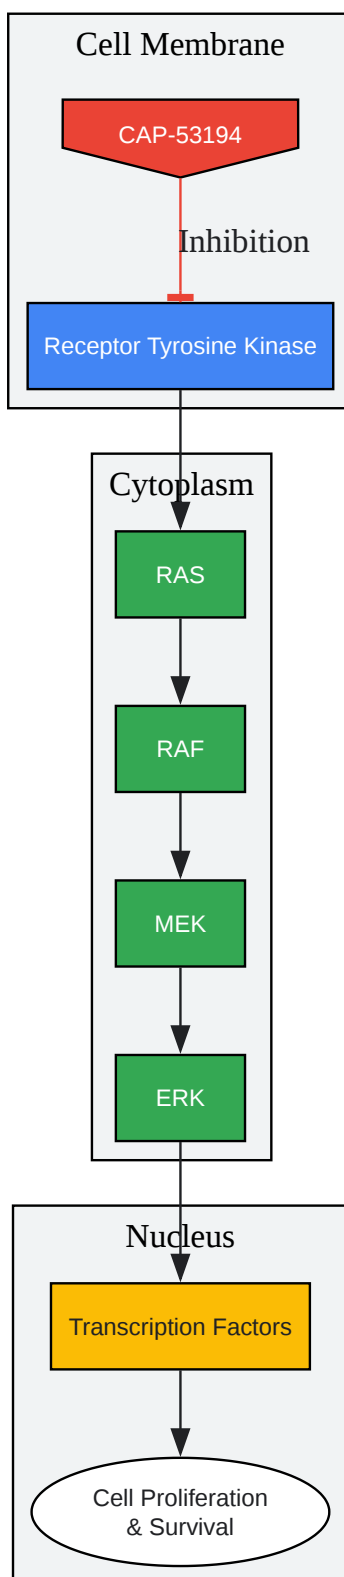 Cell Membrane
CAP-53194
Inhibition
Receptor Tyrosine Kinase
Cytoplasm
RAS
RAF
MEK
ERK
Nucleus
Transcription Factors
Cell Proliferation
& Survival